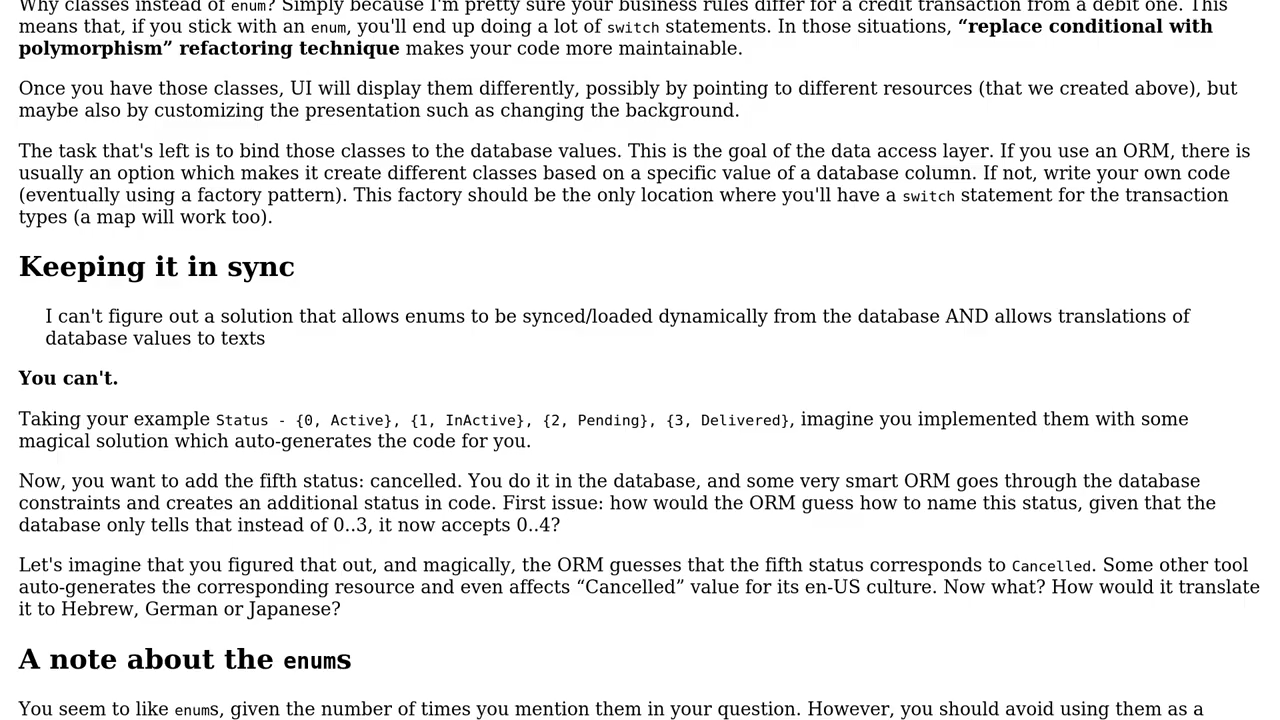 Why classes instead of enum? Simply because I'm pretty sure your business rules differ for a credit transaction from a debit one. This
means that, if you stick with an enum, you'll end up doing a lot of switch statements. In those situations, “replace conditional with
polymorphism” refactoring technique makes your code more maintainable.
Once you have those classes, UI will display them differently, possibly by pointing to different resources (that we created above), but
maybe also by customizing the presentation such as changing the background.
The task that's left is to bind those classes to the database values. This is the goal of the data access layer. If you use an ORM, there is
usually an option which makes it create different classes based on a specific value of a database column. If not, write your own code
(eventually using a factory pattern). This factory should be the only location where you'll have a switch statement for the transaction
types (a map will work too).
Keeping it in sync
I can't figure out a solution that allows enums to be synced/loaded dynamically from the database AND allows translations of
database values to texts
You can't.
Taking your example Status - {0, Active}, {1, InActive}, {2, Pending}, {3, Delivered}, imagine you implemented them with some
magical solution which auto-generates the code for you.
Now, you want to add the fifth status: cancelled. You do it in the database, and some very smart ORM goes through the database
constraints and creates an additional status in code. First issue: how would the ORM guess how to name this status, given that the
database only tells that instead of 0..3, it now accepts 0..4?
Let's imagine that you figured that out, and magically, the ORM guesses that the fifth status corresponds to Cancelled. Some other tool
auto-generates the corresponding resource and even affects “Cancelled” value for its en-US culture. Now what? How would it translate
it to Hebrew, German or Japanese?
A note about the enums
You seem to like enums, given the number of times you mention them in your question. However, you should avoid using them as a